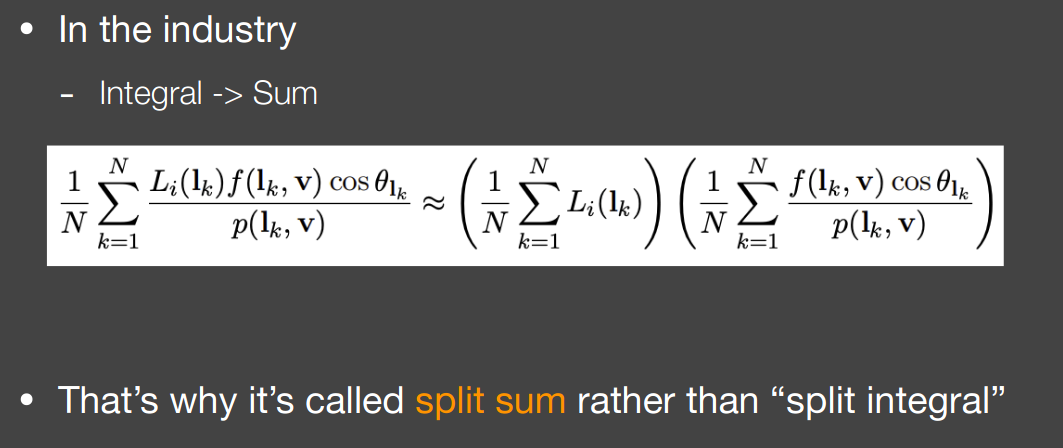 • In the industry
- Integral -> Sum
$\frac{1}{N}\sum_{k=1}^{N}\frac{L_i(\mathbf{l}_k)f(\mathbf{l}_k,\mathbf{v})\cos\theta_{\mathbf{l}_k}}{p(\mathbf{l}_k,\mathbf{v})}\approx\left(\frac{1}{N}\sum_{k=1}^{N}L_i(\mathbf{l}_k)\right)\left(\frac{1}{N}\sum_{k=1}^{N}\frac{f(\mathbf{l}_k,\mathbf{v})\cos\theta_{\mathbf{l}_k}}{p(\mathbf{l}_k,\mathbf{v})}\right)$
• That’s why it’s called split sum rather than “split integral”